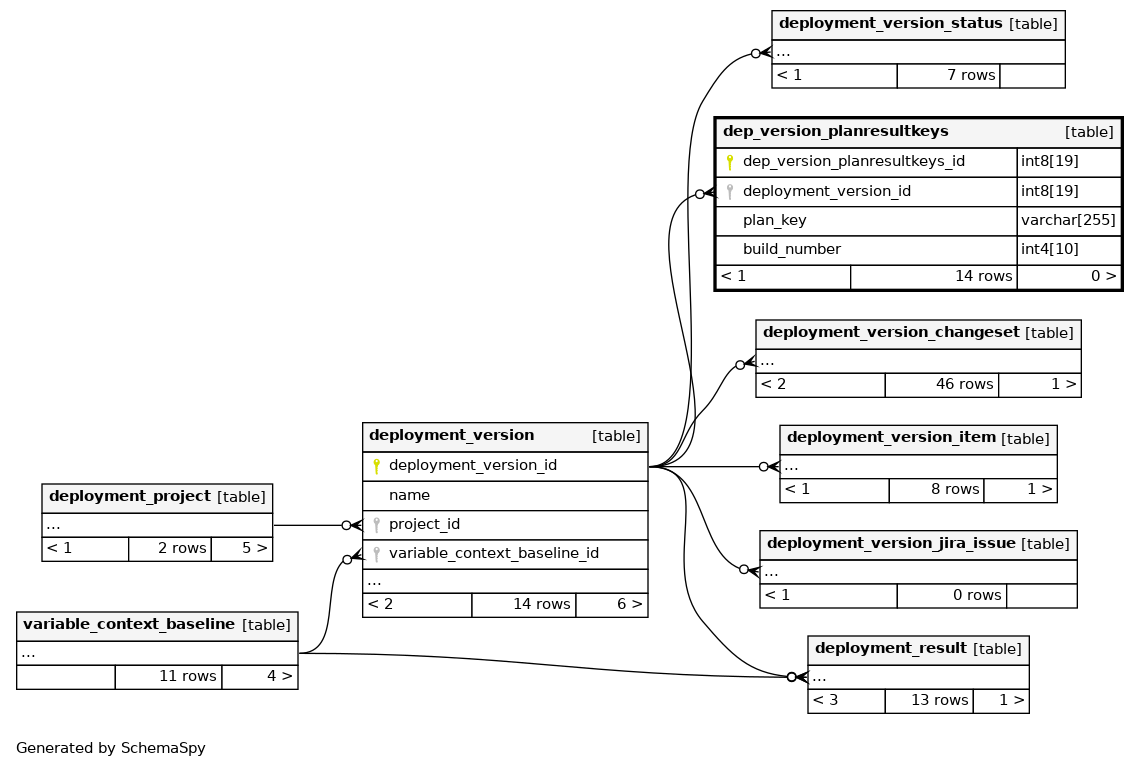 deployment_version_status [table]
...
< 1 7 rows
dep_version_planresultkeys [table]
dep_version_planresultkeys_id int8[19]
deployment_version_id int8[19]
plan_key varchar[255]
build_number int4[10]
< 1 14 rows 0 >
deployment_version_changeset [table]
...
< 2 46 rows 1 >
deployment_version_item [table]
...
< 1 8 rows 1 >
deployment_version_jira_issue [table]
...
< 1 0 rows
deployment_result [table]
...
< 3 13 rows 1 >
deployment_version [table]
deployment_version_id
name
project_id
variable_context_baseline_id
...
< 2 14 rows 6 >
deployment_project [table]
...
< 1 2 rows 5 >
variable_context_baseline [table]
...
11 rows 4 >
Generated by SchemaSpy